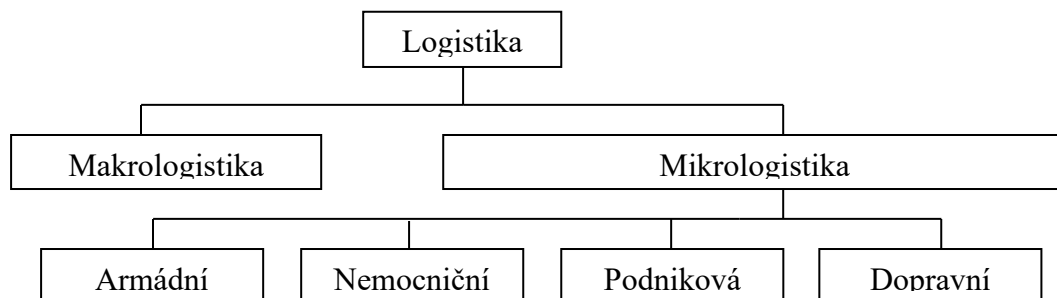 Logistika
Makrologistika
Mikrologistika
Armádní
Nemocniční
Podniková
Dopravní